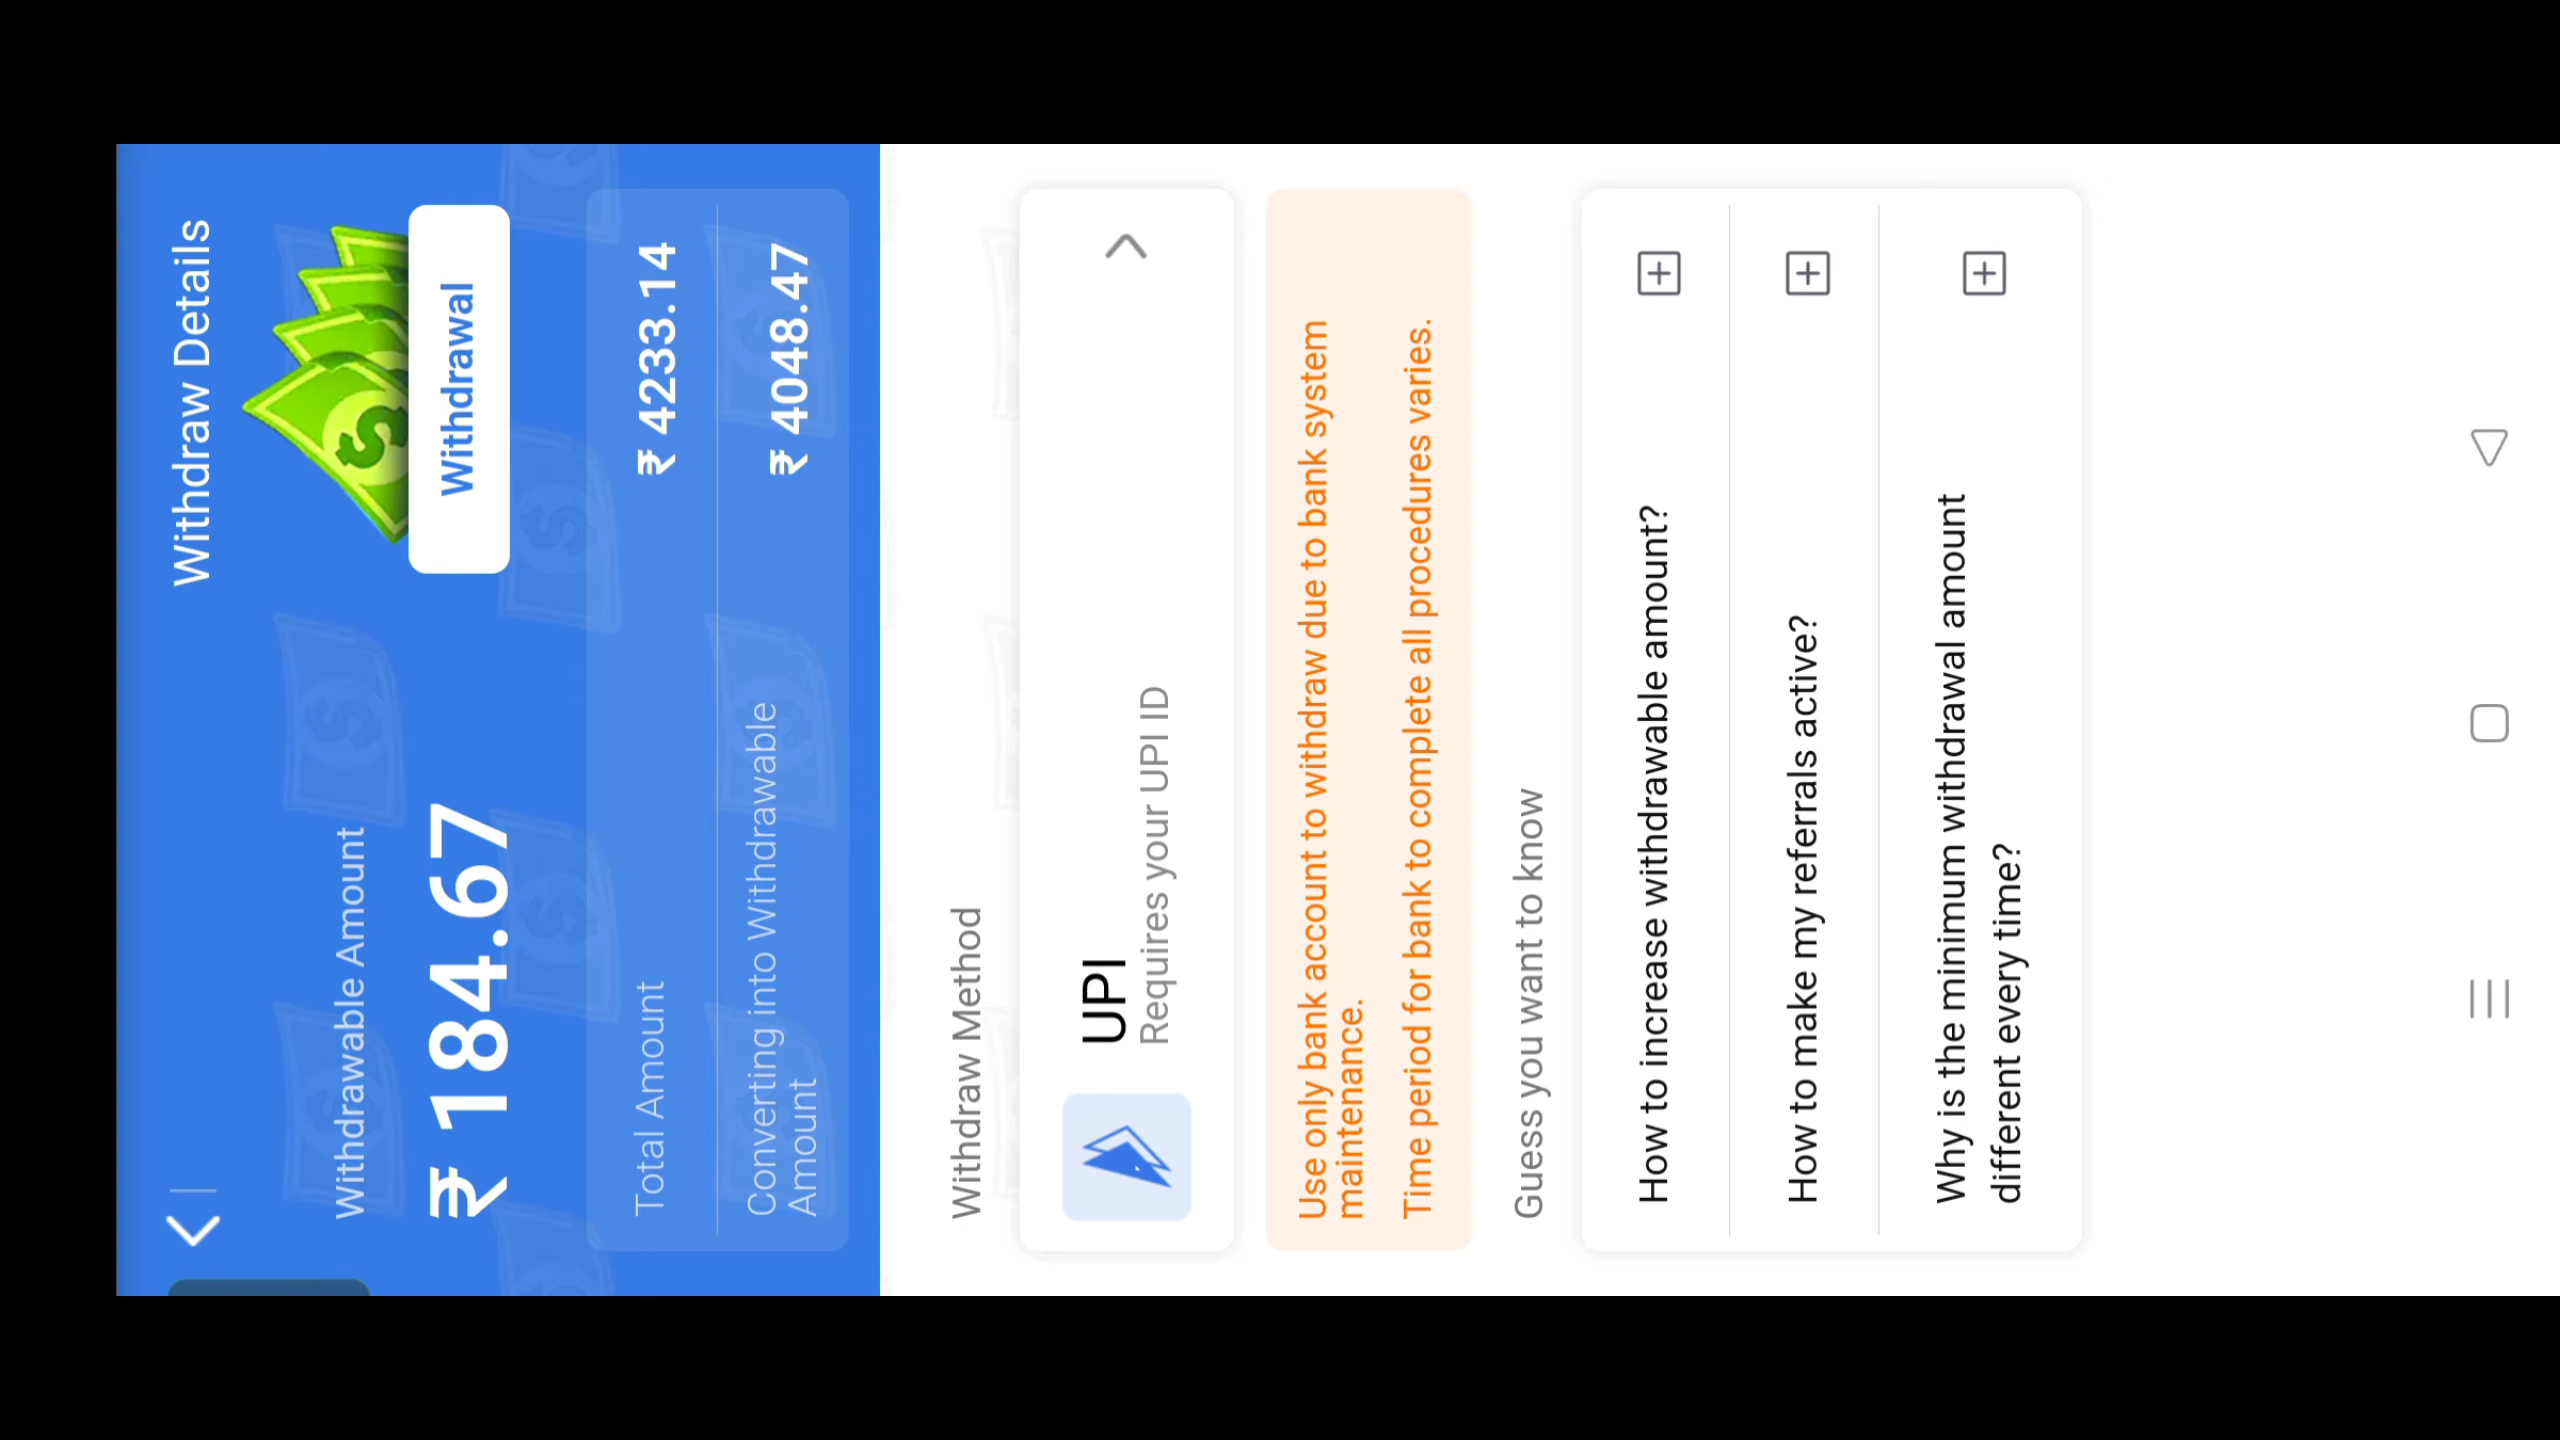 Withdraw Details
Withdrawable Amount
₹ 184.67
Withdrawal
Total Amount ₹ 4233.14
Converting into Withdrawable
Amount
₹ 4048.47
Withdraw Method
UPI
Requires your UPI ID
Use only bank account to withdraw due to bank system
maintenance.
Time period for bank to complete all procedures varies.
Guess you want to know
How to increase withdrawable amount?
How to make my referrals active?
Why is the minimum withdrawal amount
different every time?